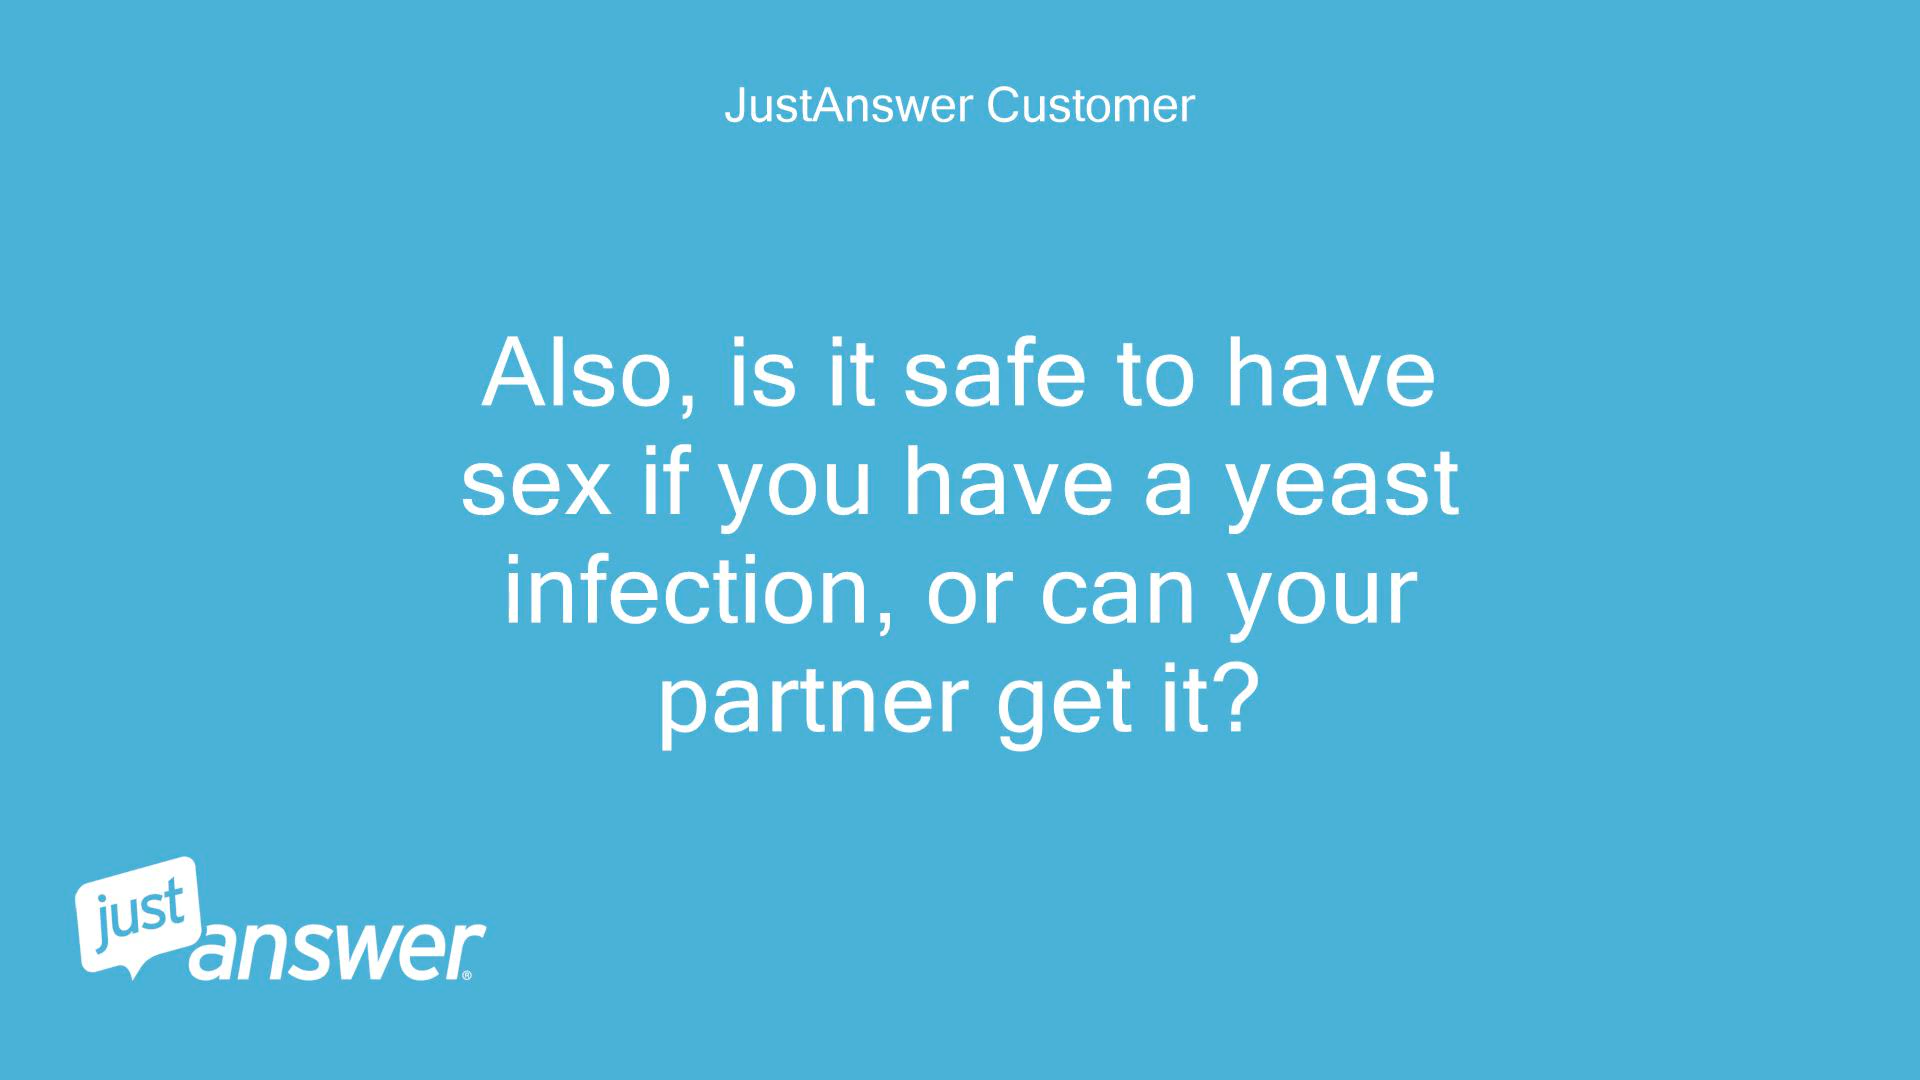 JustAnswer Customer
Also, is it safe to have
sex if you have a yeast
infection, or can your
partner get it?
just
answer®